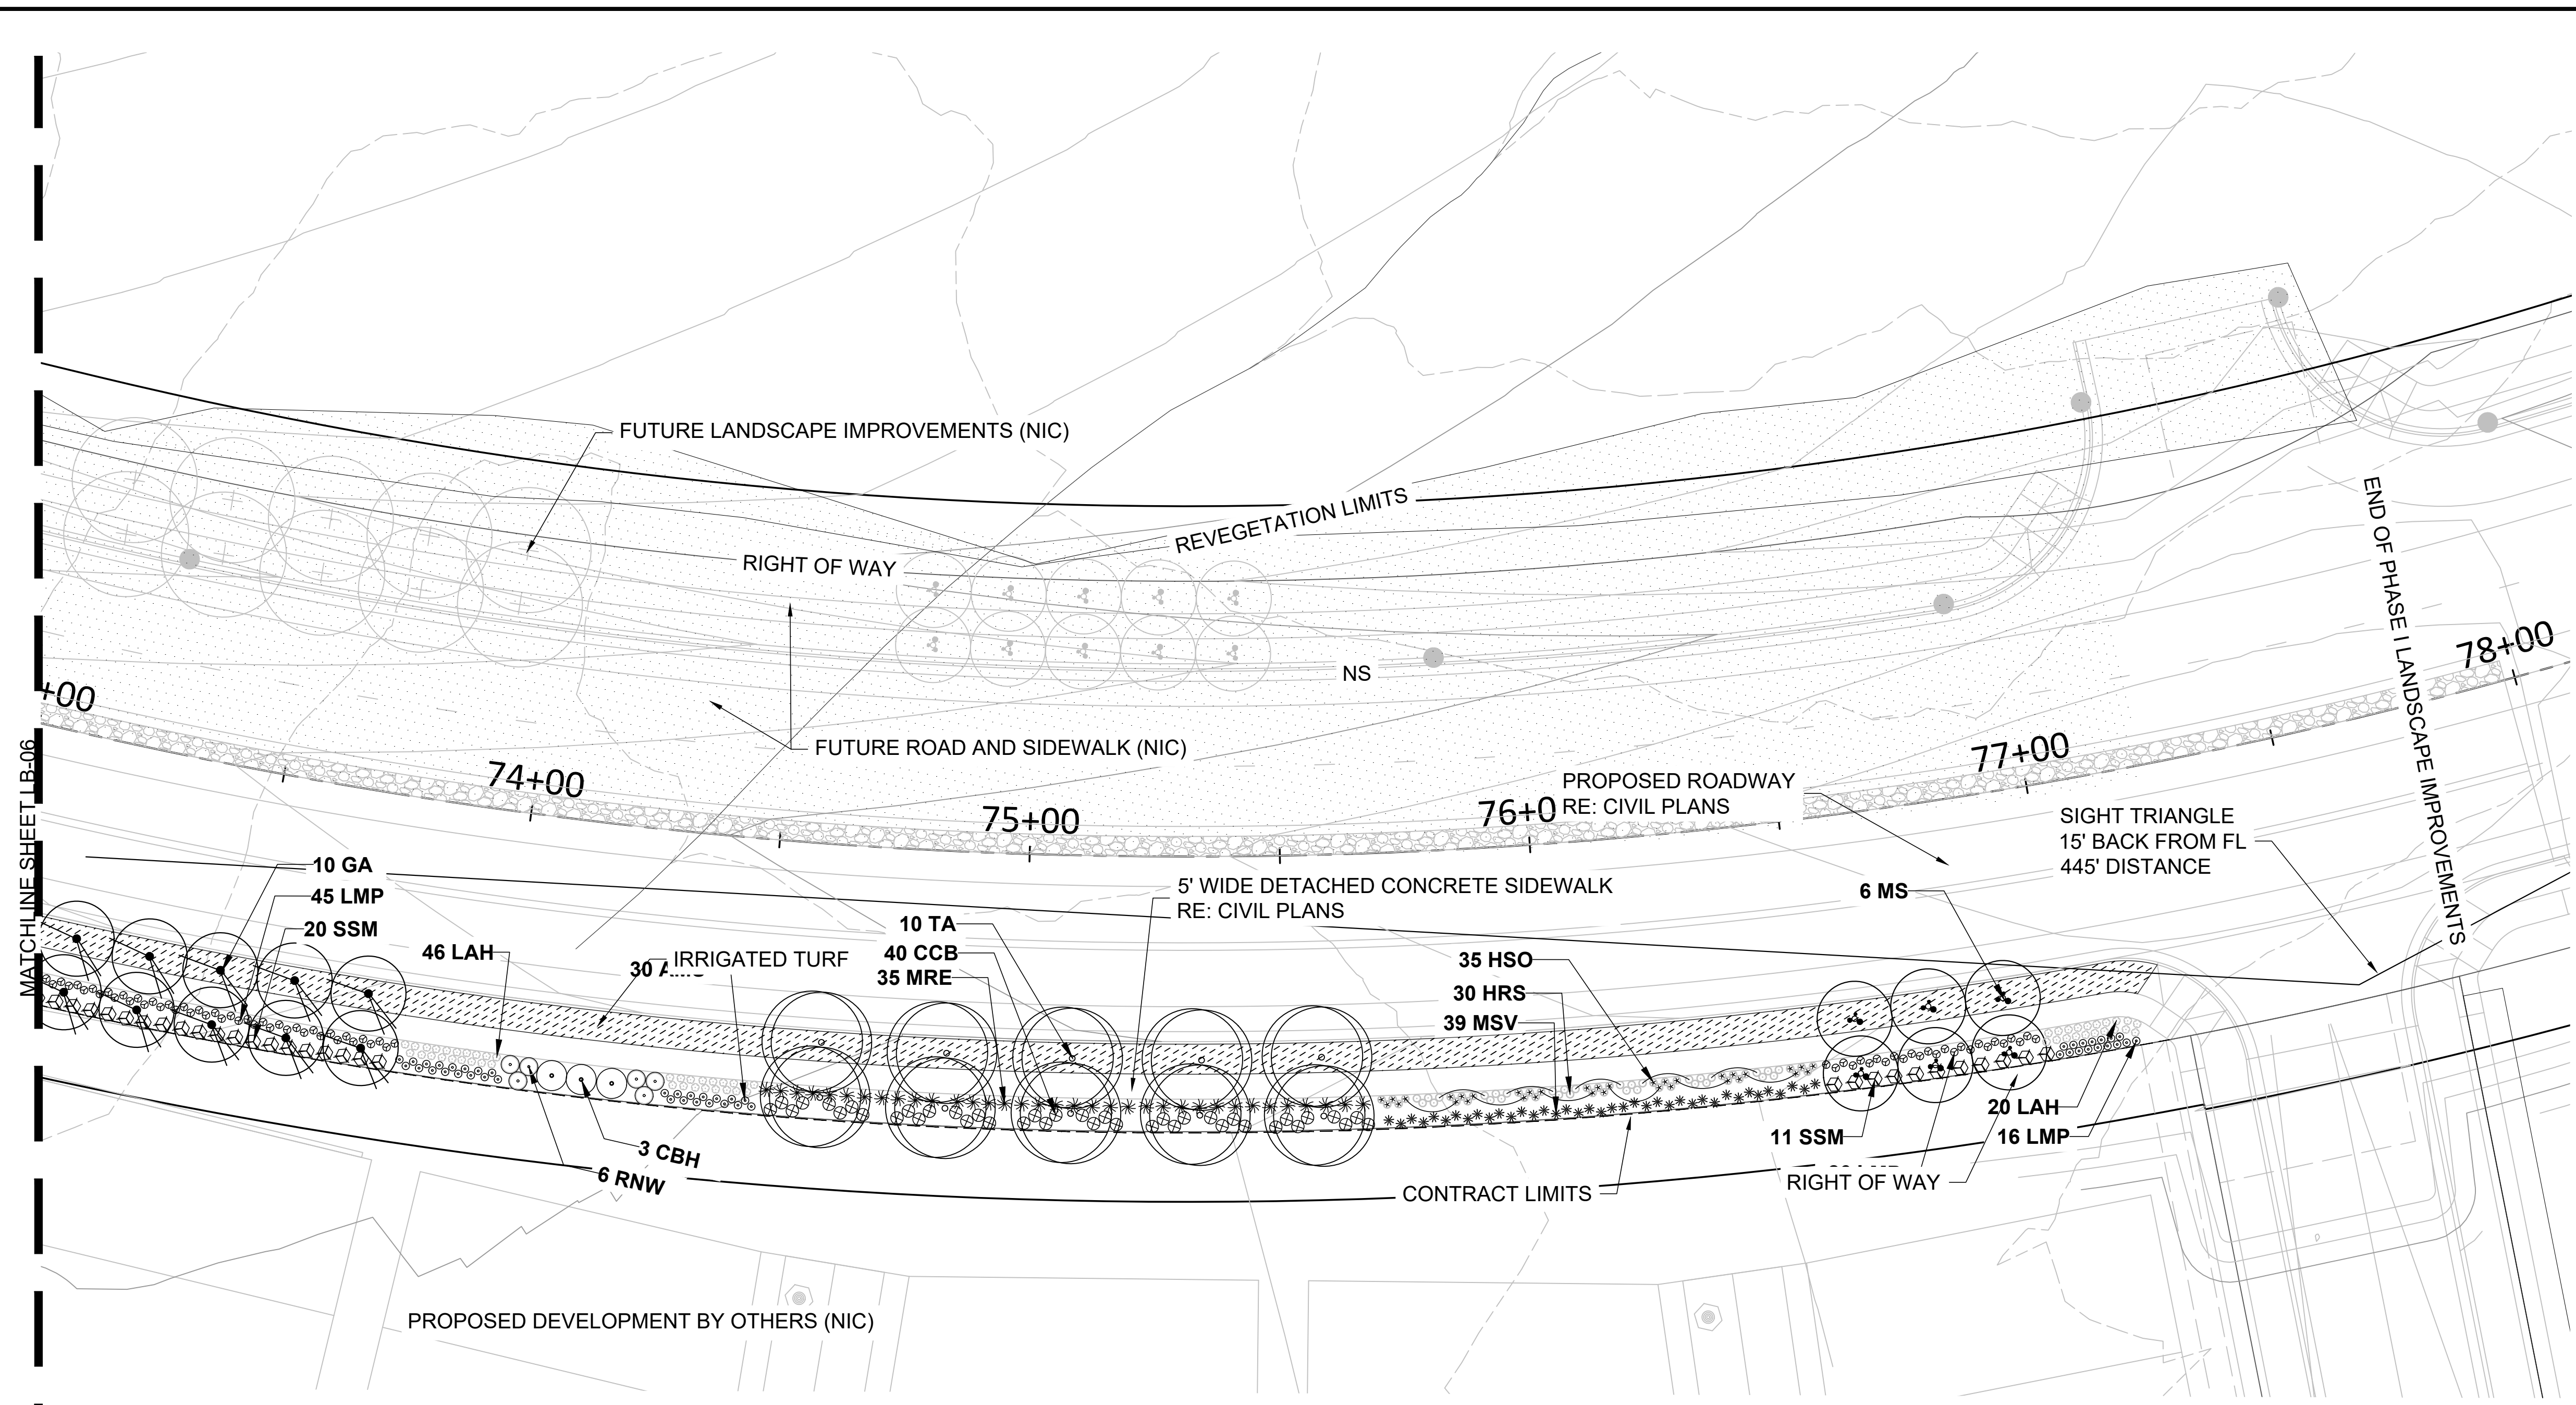 FUTURE LANDSCAPE IMPROVEMENTS (NIC)
REVEGETATION LIMITS
RIGHT OF WAY
END OF PHASE I LANDSCAPE IMPROVEMENTS
NS
78+00
+00
MATCHLINE SHEET LB-06
FUTURE ROAD AND SIDEWALK (NIC)
77+00
74+00
75+00
76+0
PROPOSED ROADWAY
RE: CIVIL PLANS
SIGHT TRIANGLE
15' BACK FROM FL
445' DISTANCE
10 GA
45 LMP
20 SSM
46 LAH
30
IRRIGATED TURF
10 TA
40 CCB
35 MRE
5' WIDE DETACHED CONCRETE SIDEWALK
RE: CIVIL PLANS
6 MS
35 HSO
30 HRS
39 MSV
20 LAH
11 SSM
16 LMP
3 CBH
6 RNW
RIGHT OF WAY
CONTRACT LIMITS
PROPOSED DEVELOPMENT BY OTHERS (NIC)